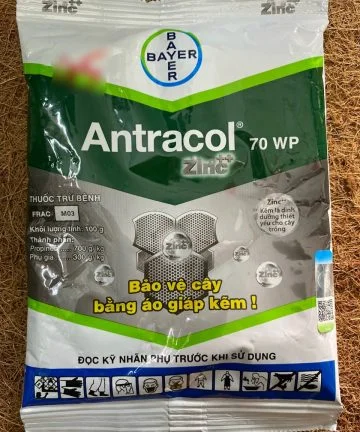 Zinc++
Zinc++
BAYER
BAYER
Antracol® 70 WP
Zinc++
THUỐC TRỪ BỆNH
FRAC M03
Khối lượng tịnh: 100 g
Thành phần:
Propineb 700 g/kg
Phụ gia 300 g/kg
Zinc++
Kẽm là dinh
dưỡng thiết
yếu cho cây
trồng
Zinc++
Zinc++
Zinc++
Bảo vệ cây
bằng áo giáp kẽm !
ĐỌC KỸ NHÃN PHỤ TRƯỚC KHI SỬ DỤNG